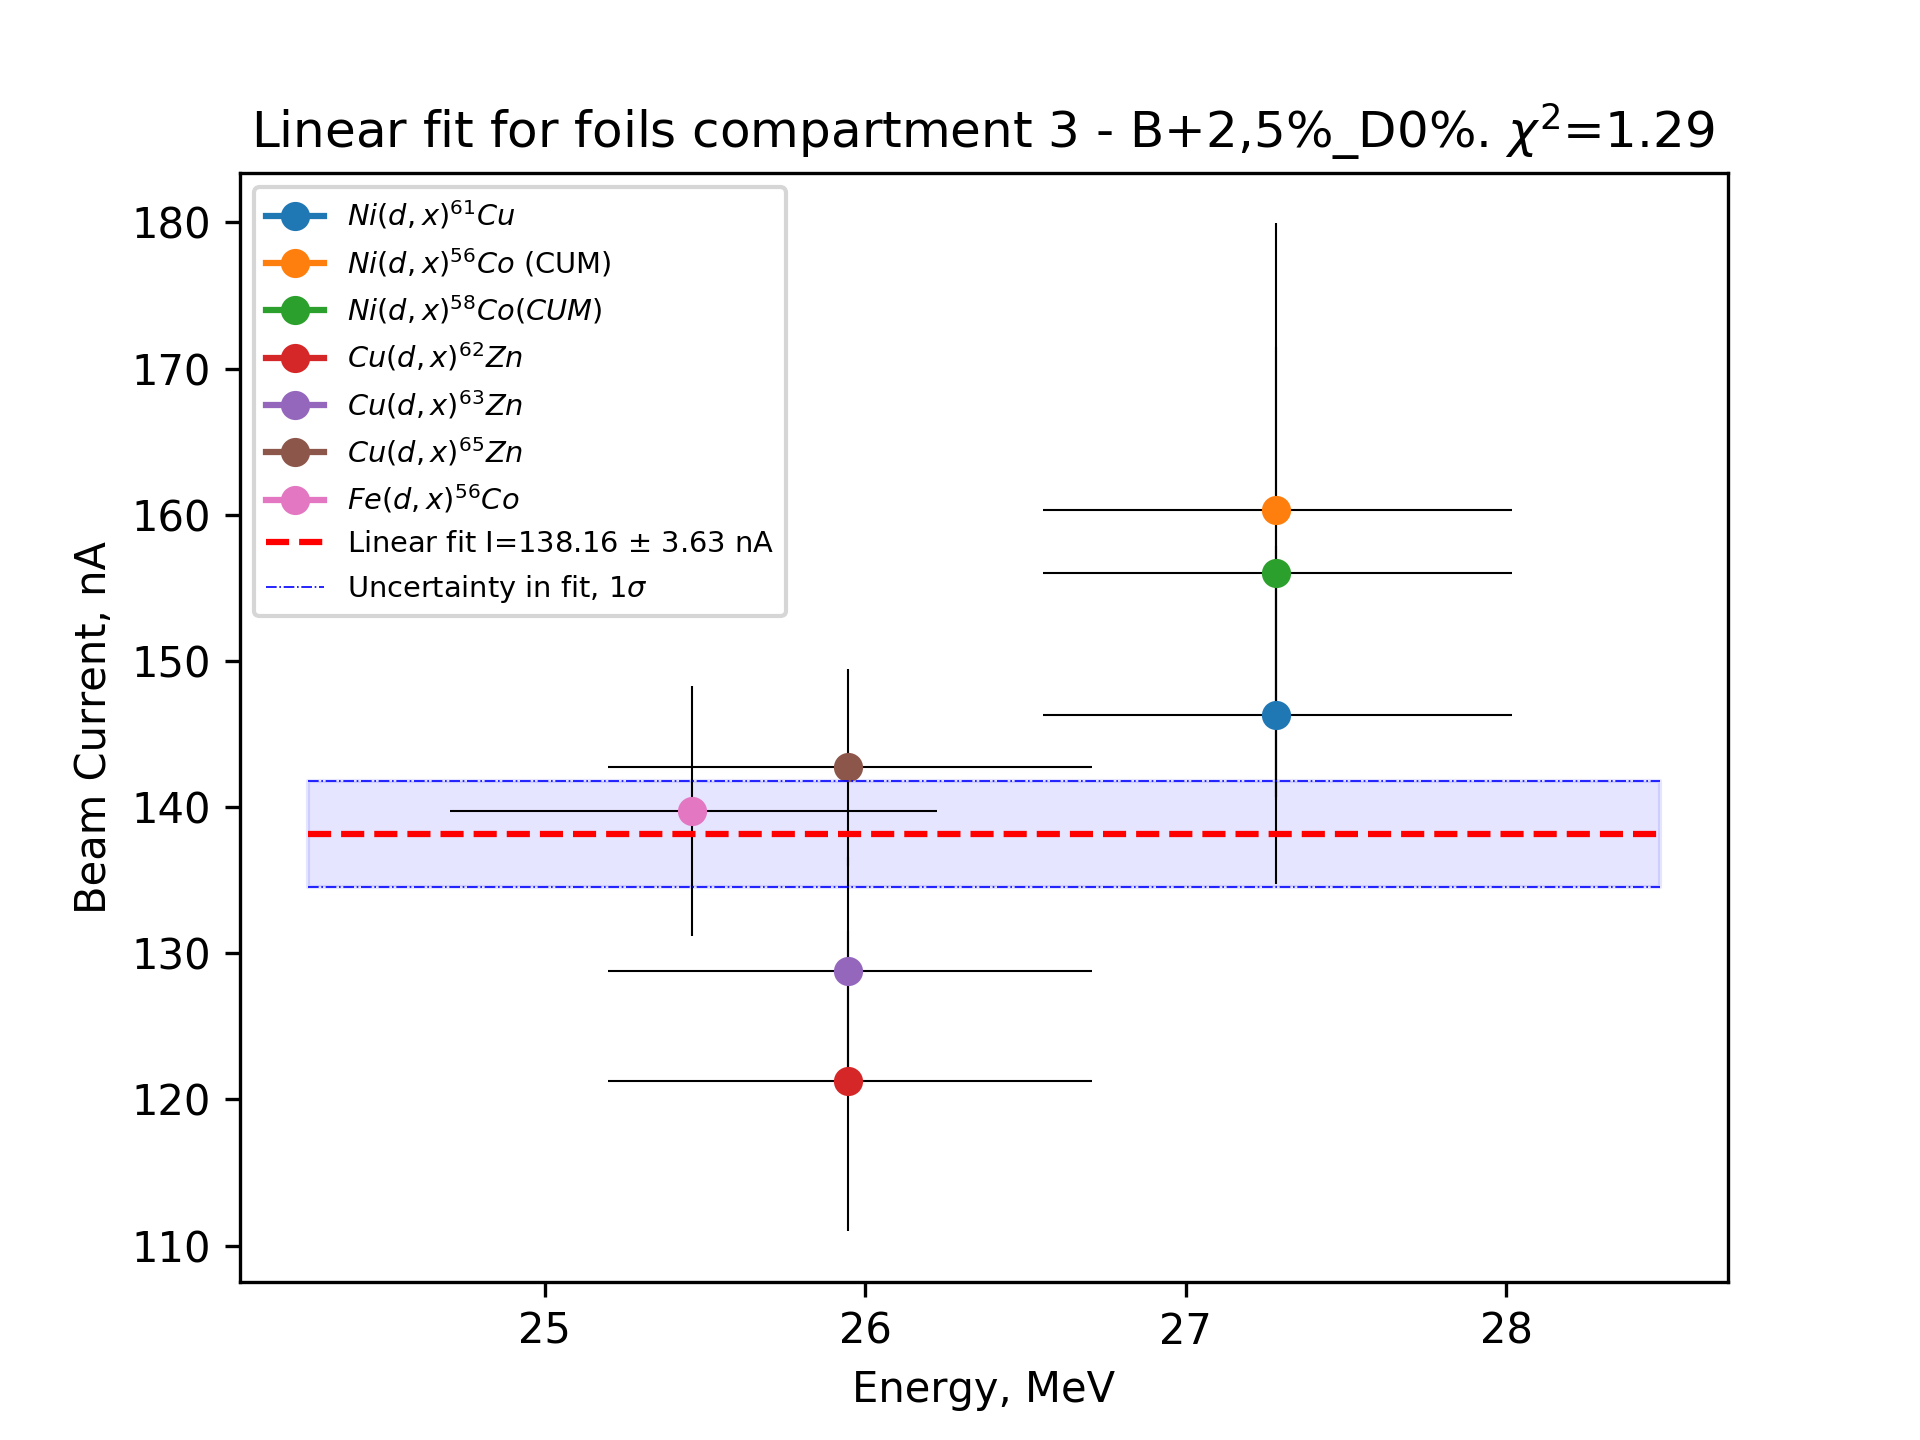 Linear fit for foils compartment 3 - B+2,5%_D0%. χ²=1.29
Ni(d, x)⁶¹Cu
Ni(d, x)⁵⁶Co (CUM)
Ni(d, x)⁵⁸Co(CUM)
Cu(d, x)⁶²Zn
Cu(d, x)⁶³Zn
Cu(d, x)⁶⁵Zn
Fe(d, x)⁵⁶Co
Linear fit I=138.16 ± 3.63 nA
Uncertainty in fit, 1σ
180
170
160
150
140
130
120
110
Beam Current, nA
25 26 27 28
Energy, MeV